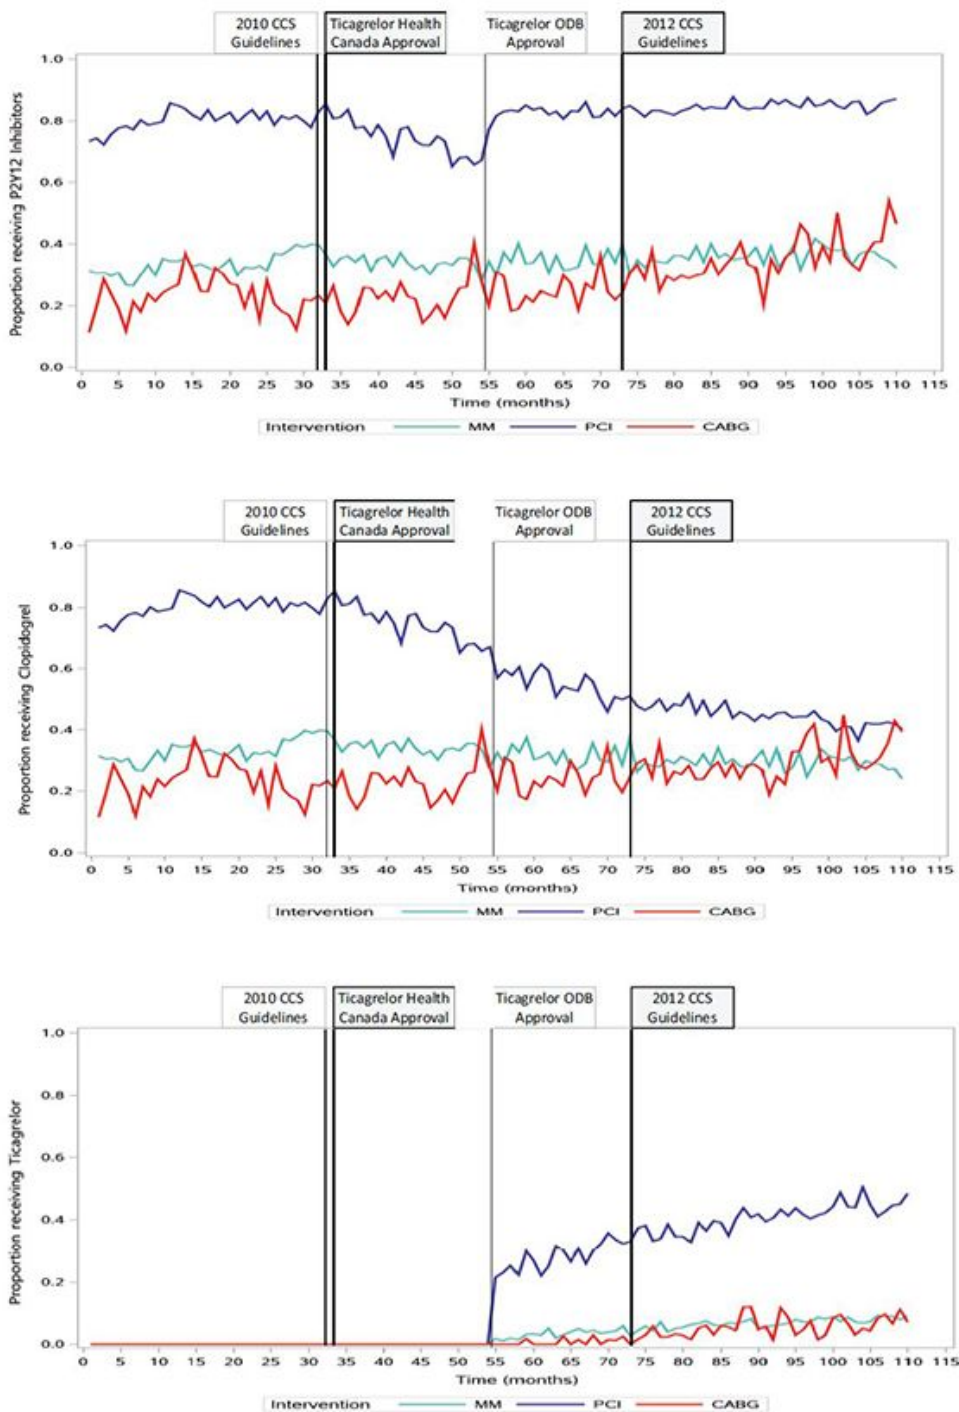 2010 CCS
Guidelines
Ticagrelor Health
Canada Approval
Ticagrelor ODB
Approval
2012 CCS
Guidelines
Proportion receiving P2Y12 Inhibitors
1.0
0.8
0.6
0.4
0.2
0.0
0 5 10 15 20 25 30 35 40 45 50 55 60 65 70 75 80 85 90 95 100 105 110 115
Time (months)
Intervention MM PCI CABG
2010 CCS
Guidelines
Ticagrelor Health
Canada Approval
Ticagrelor ODB
Approval
2012 CCS
Guidelines
Proportion receiving Clopidogrel
1.0
0.8
0.6
0.4
0.2
0.0
0 5 10 15 20 25 30 35 40 45 50 55 60 65 70 75 80 85 90 95 100 105 110 115
Time (months)
Intervention MM PCI CABG
2010 CCS
Guidelines
Ticagrelor Health
Canada Approval
Ticagrelor ODB
Approval
2012 CCS
Guidelines
Proportion receiving Ticagrelor
1.0
0.8
0.6
0.4
0.2
0.0
0 5 10 15 20 25 30 35 40 45 50 55 60 65 70 75 80 85 90 95 100 105 110 115
Time (months)
Intervention MM PCI CABG